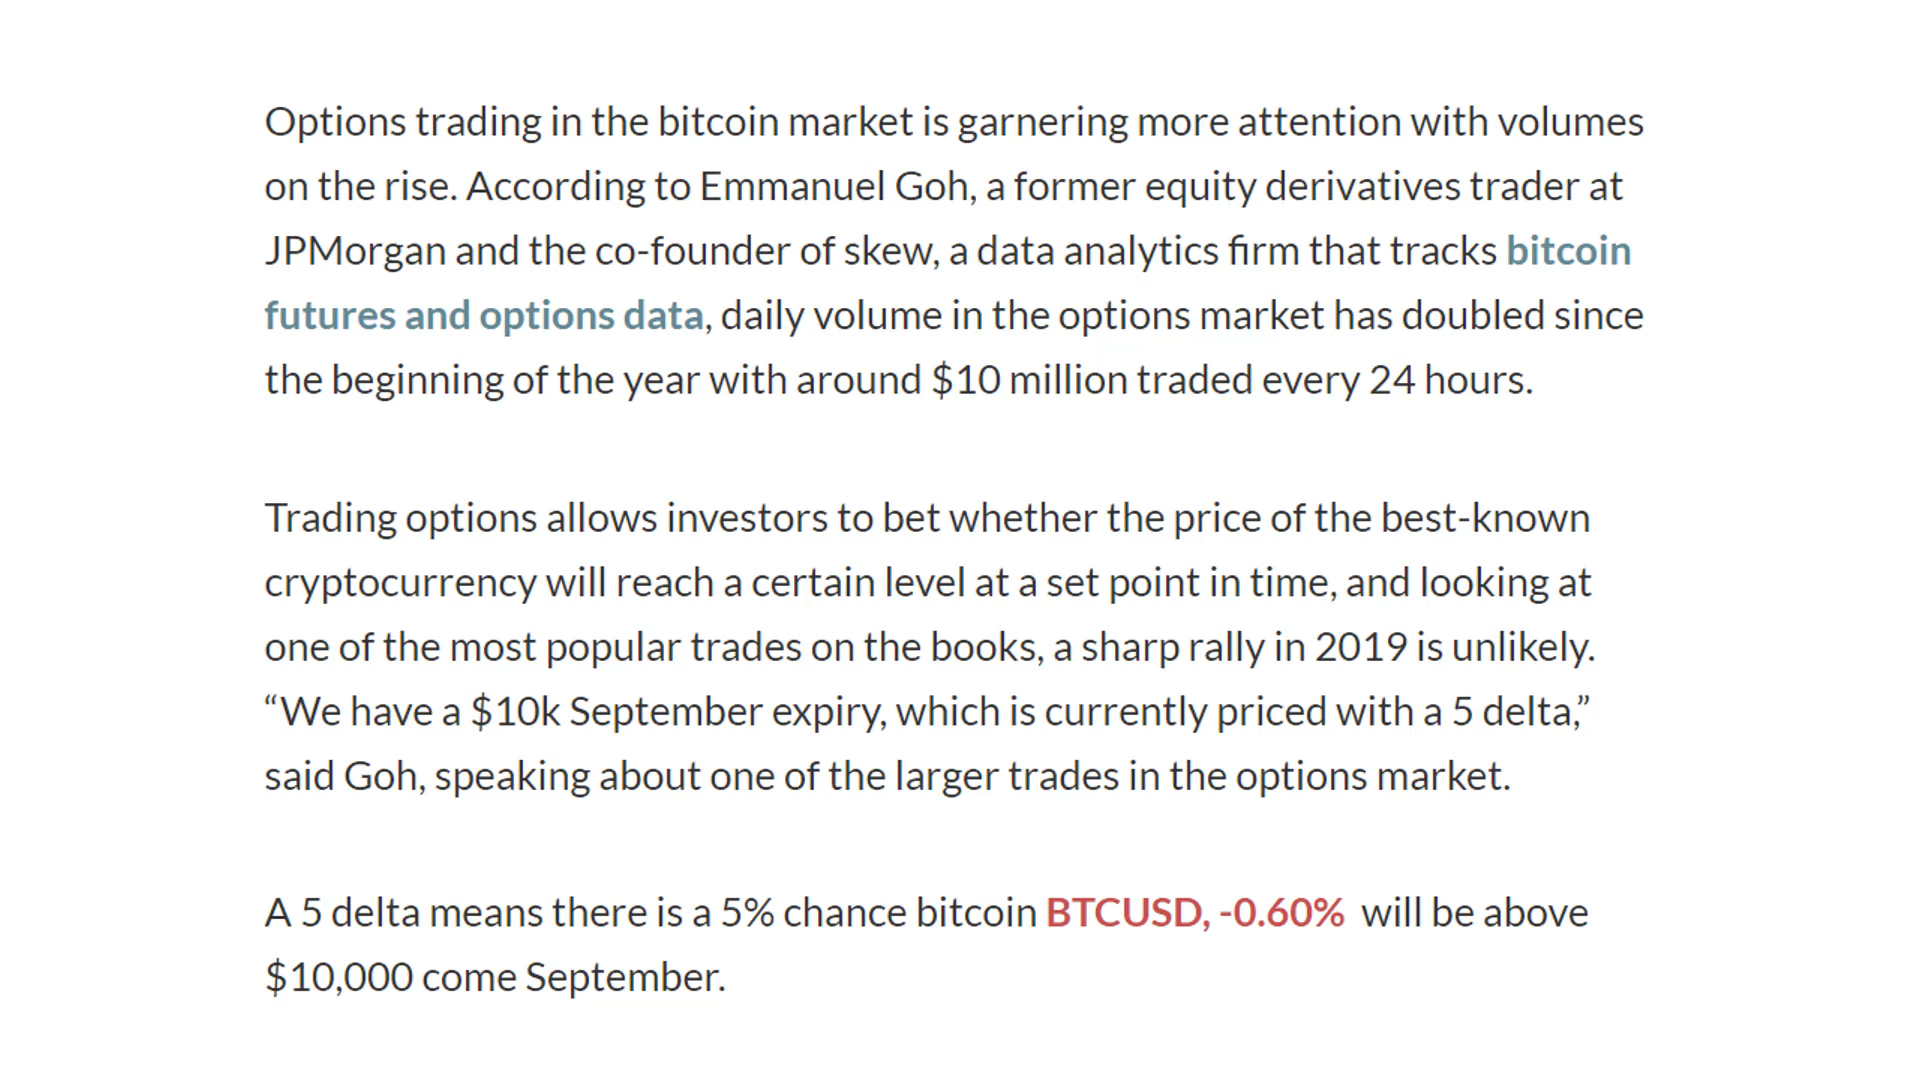 Options trading in the bitcoin market is garnering more attention with volumes
on the rise. According to Emmanuel Goh, a former equity derivatives trader at
JPMorgan and the co-founder of skew, a data analytics firm that tracks bitcoin
futures and options data, daily volume in the options market has doubled since
the beginning of the year with around $10 million traded every 24 hours.
Trading options allows investors to bet whether the price of the best-known
cryptocurrency will reach a certain level at a set point in time, and looking at
one of the most popular trades on the books, a sharp rally in 2019 is unlikely.
“We have a $10k September expiry, which is currently priced with a 5 delta,”
said Goh, speaking about one of the larger trades in the options market.
A 5 delta means there is a 5% chance bitcoin BTCUSD, -0.60% will be above
$10,000 come September.